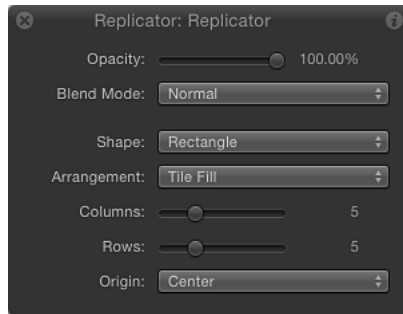 Replicator: Replicator
Opacity: 100.00%
Blend Mode: Normal
Shape: Rectangle
Arrangement: Tile Fill
Columns: 5
Rows: 5
Origin: Center